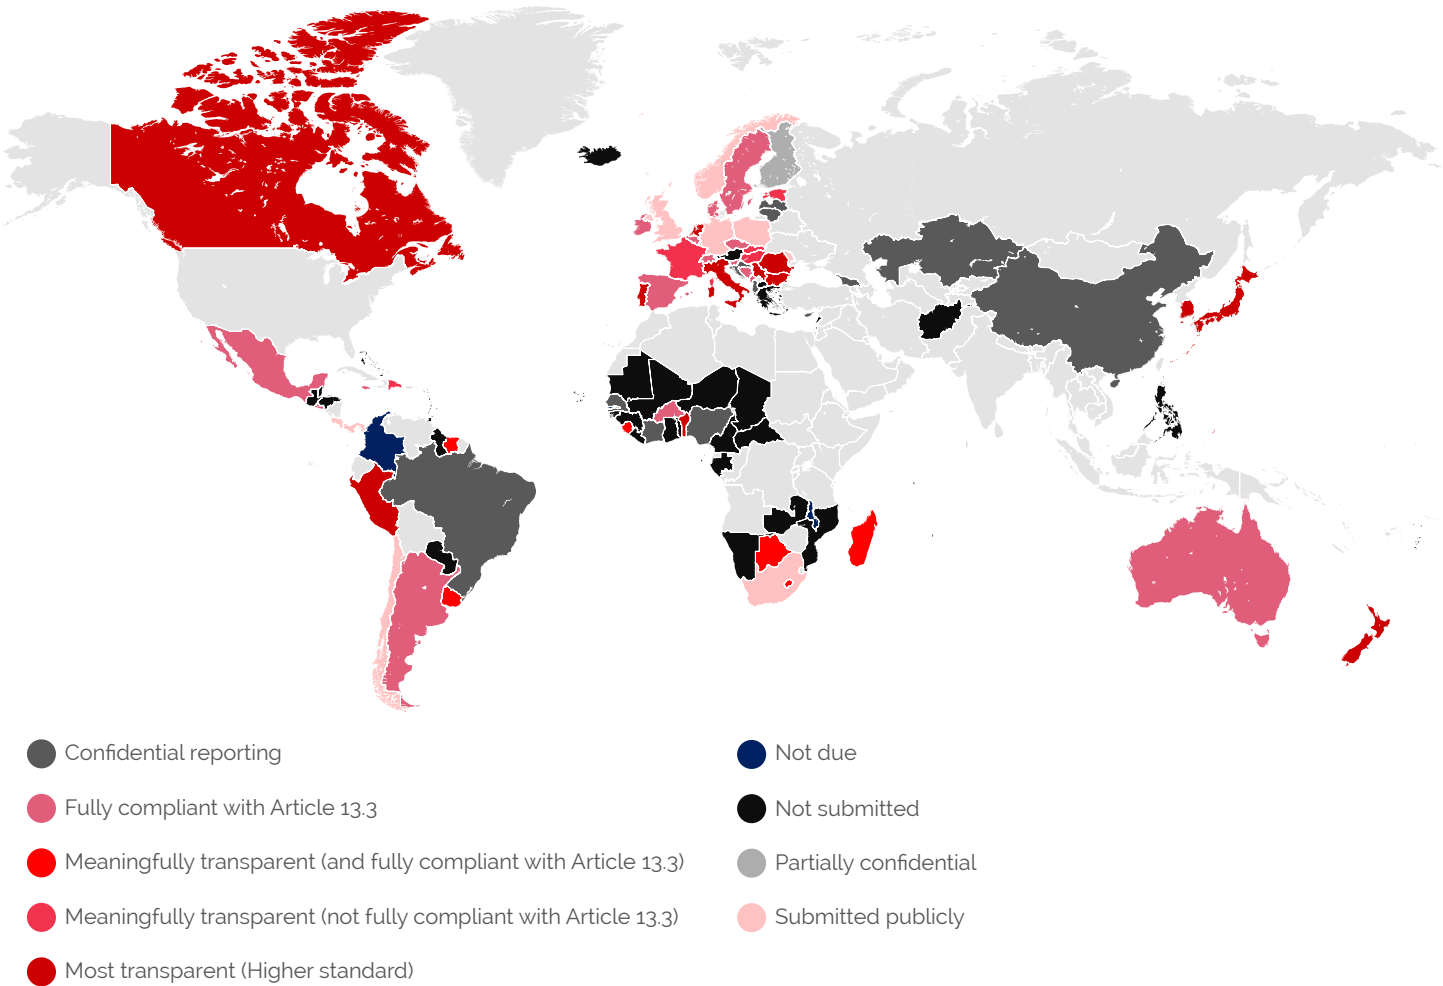 Confidential reporting
Fully compliant with Article 13.3
Meaningfully transparent (and fully compliant with Article 13.3)
Meaningfully transparent (not fully compliant with Article 13.3)
Most transparent (Higher standard)
Not due
Not submitted
Partially confidential
Submitted publicly